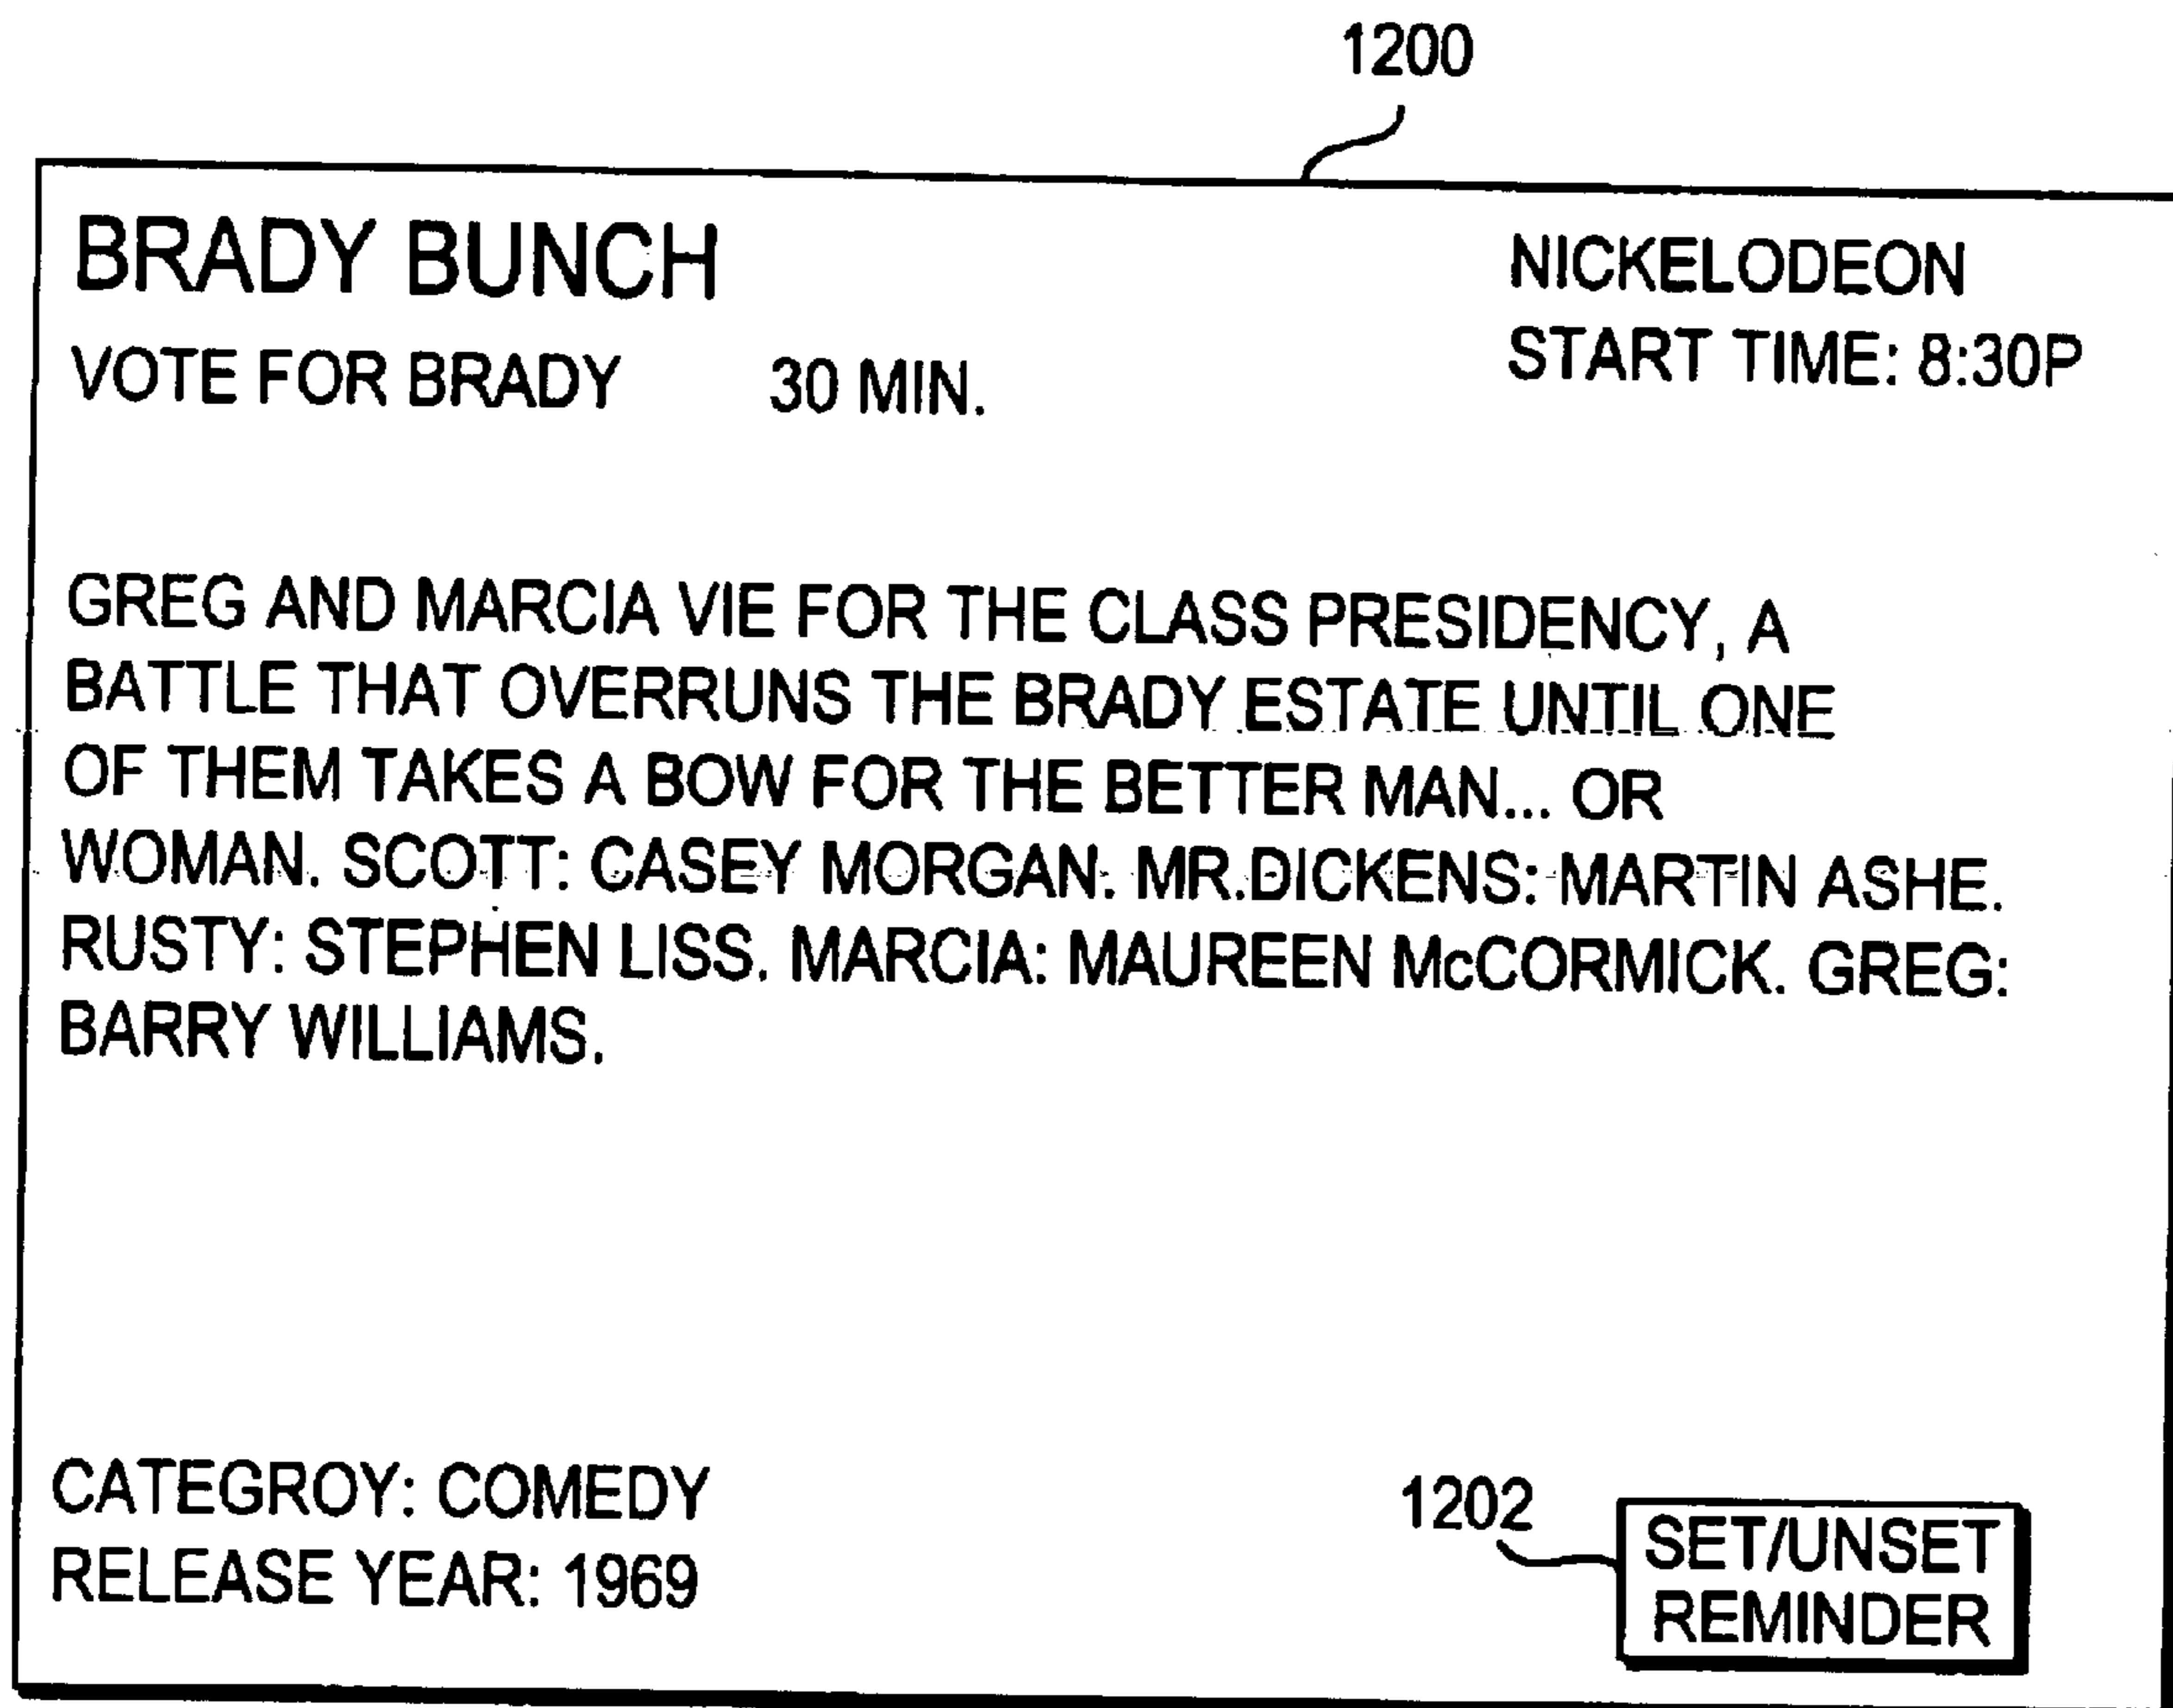 1200
BRADY BUNCH
NICKELODEON
VOTE FOR BRADY 30 MIN.
START TIME: 8:30P
GREG AND MARCIA VIE FOR THE CLASS PRESIDENCY, A
BATTLE THAT OVERRUNS THE BRADY ESTATE UNTIL ONE
OF THEM TAKES A BOW FOR THE BETTER MAN... OR
WOMAN. SCOTT: CASEY MORGAN. MR.DICKENS: MARTIN ASHE.
RUSTY: STEPHEN LISS. MARCIA: MAUREEN McCORMICK. GREG:
BARRY WILLIAMS.
CATEGROY: COMEDY
RELEASE YEAR: 1969
1202
SET/UNSET
REMINDER